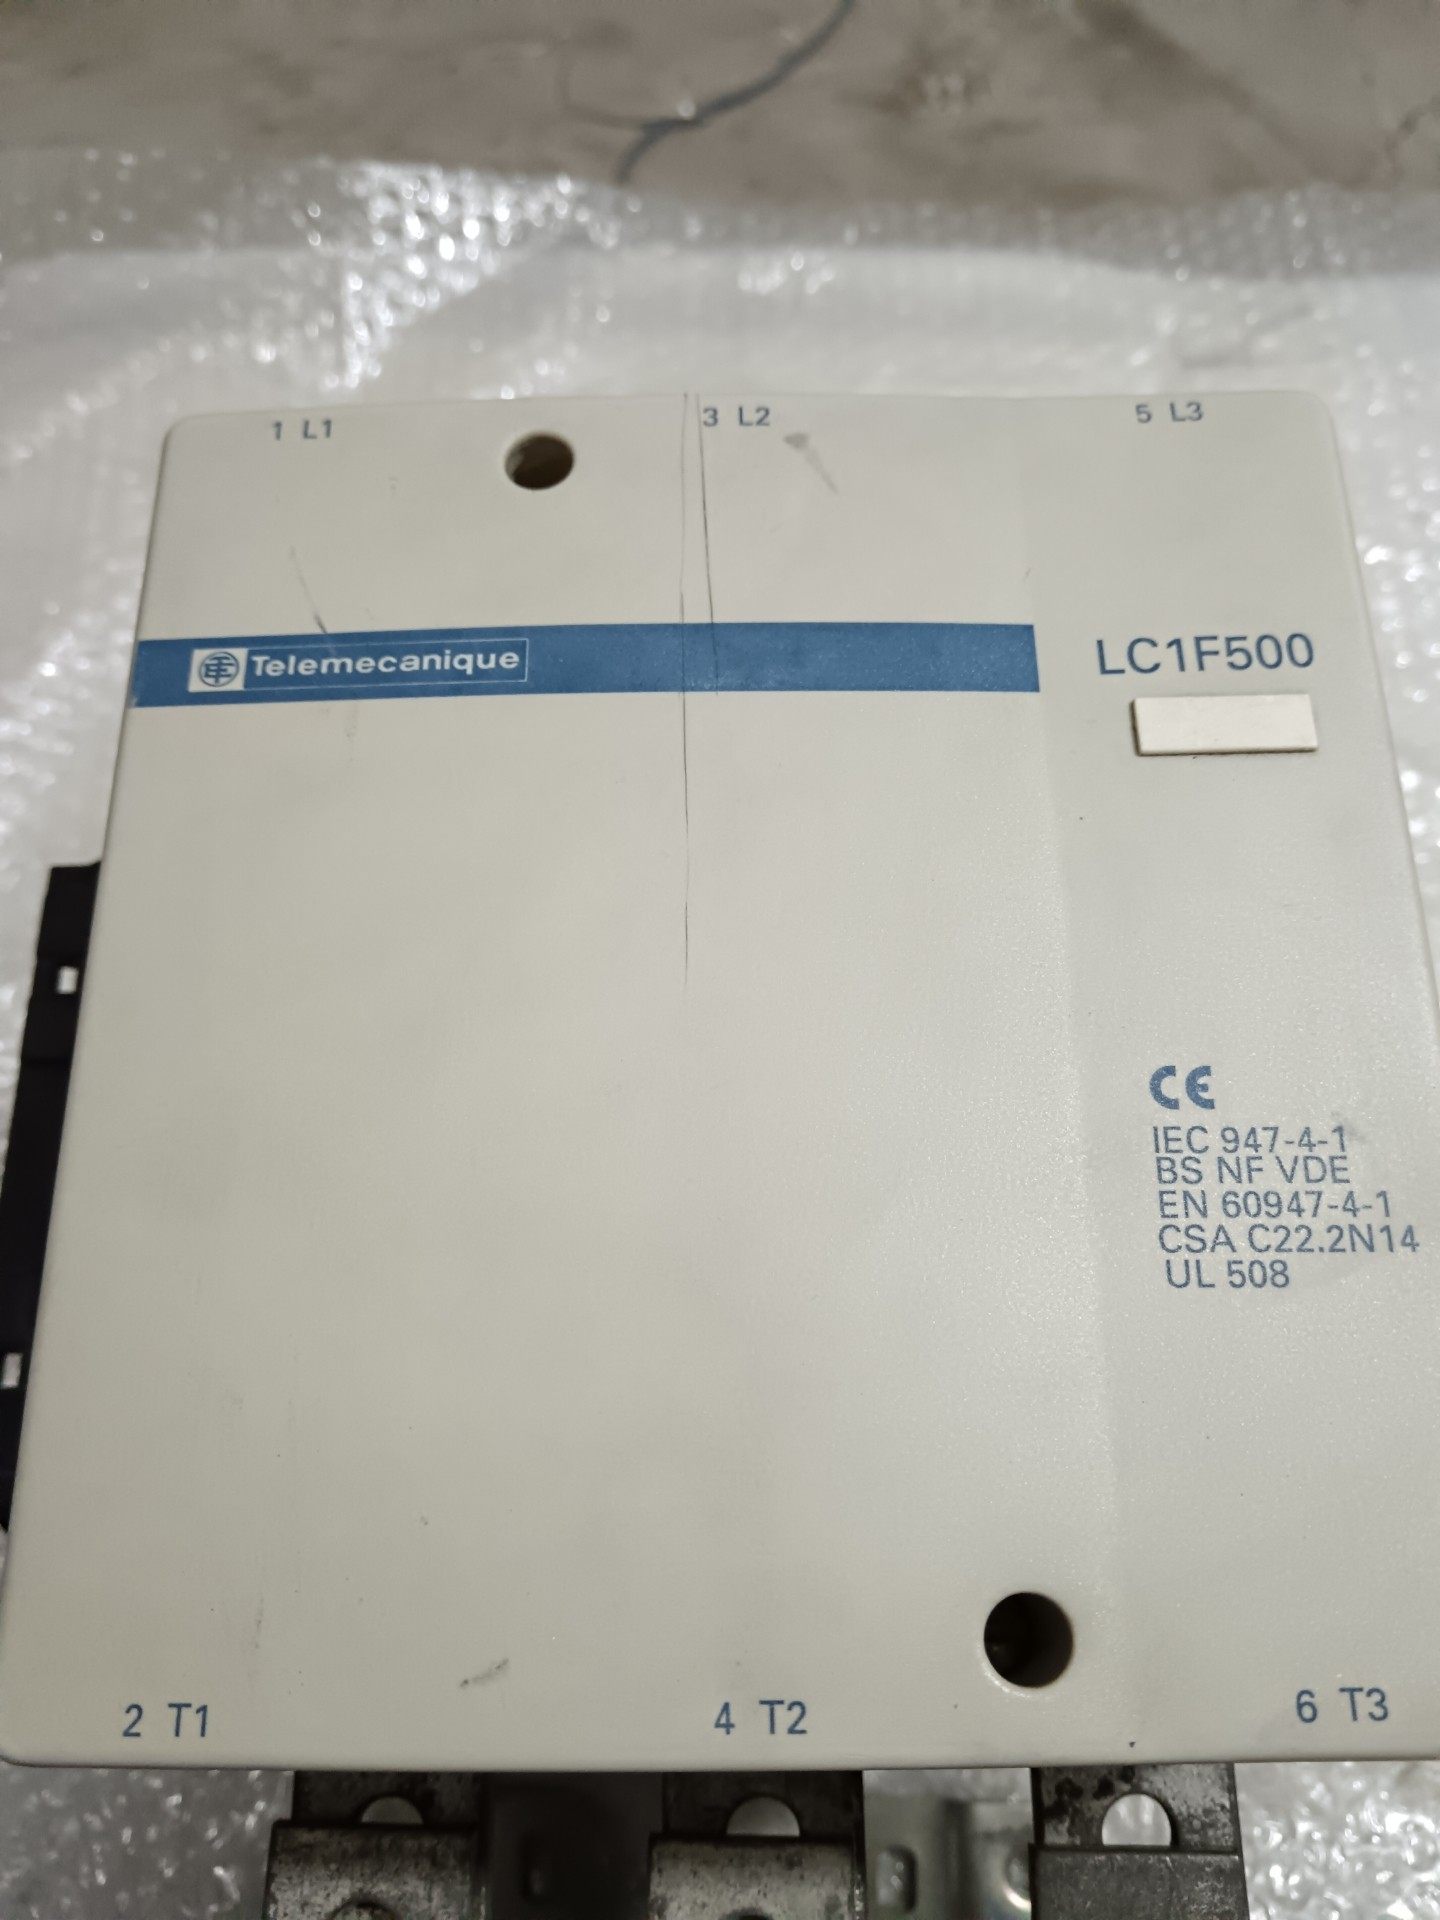 1 L1 3 L2 5 L3
Telemecanique
LC1F500
CE
IEC 947-4-1
BS NF VDE
EN 60947-4-1
CSA C22.2N14
UL 508
2 T1 4 T2 6 T3